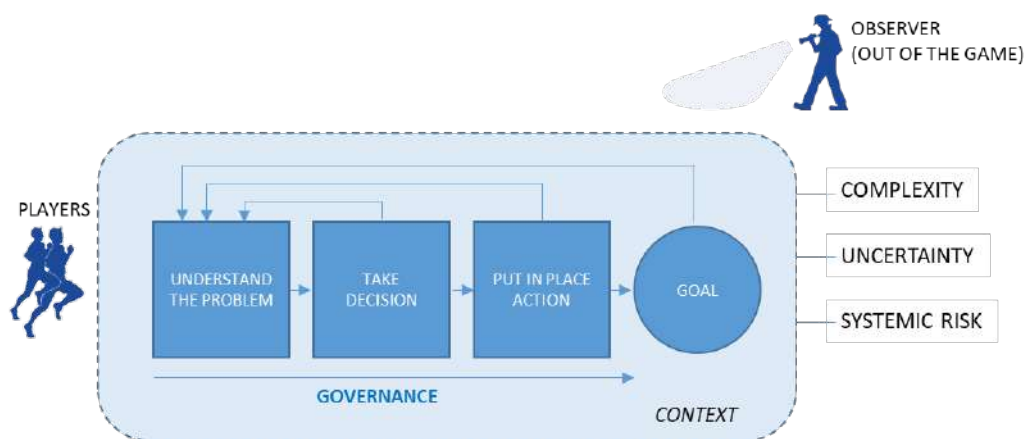 OBSERVER
(OUT OF THE GAME)
PLAYERS
UNDERSTAND
THE PROBLEM
TAKE
DECISION
PUT IN PLACE
ACTION
GOAL
COMPLEXITY
UNCERTAINTY
SYSTEMIC RISK
GOVERNANCE
CONTEXT